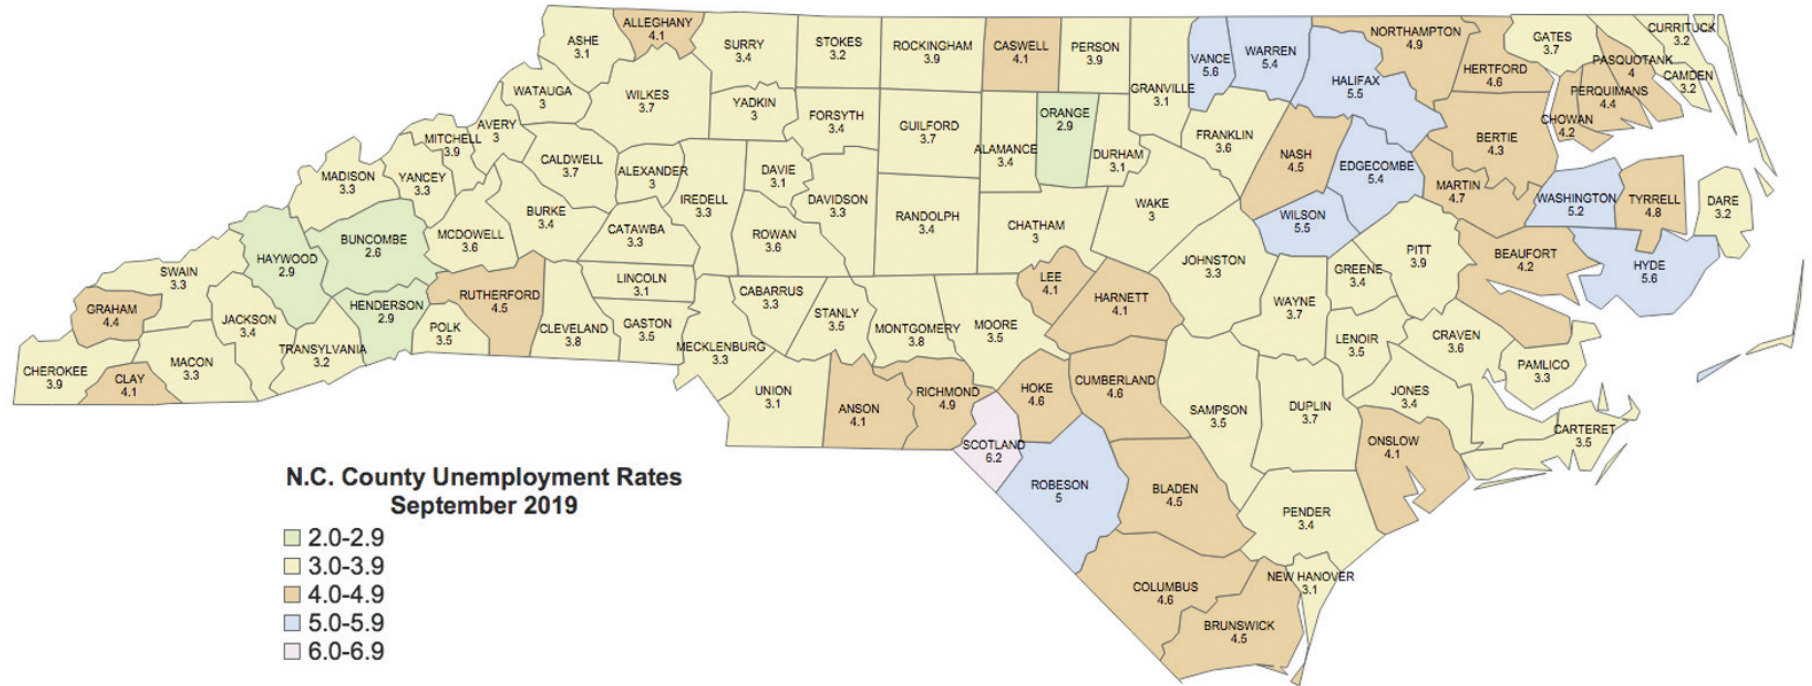 ALLEGHANY
4.1
ASHE
3.1
SURRY
3.4
STOKES
3.2
ROCKINGHAM
3.9
CASWELL
4.1
PERSON
3.9
GRANVILLE
3.1
VANCE
5.6
WARREN
5.4
HALIFAX
5.5
NORTHAMPTON
4.9
HERTFORD
4.6
GATES
3.7
CURRITUCK
3.2
PASQUOTANK
4
CAMDEN
3.2
PERQUIMANS
4.4
CHOWAN
4.2
WATAUGA
3
WILKES
3.7
YADKIN
3
FORSYTH
3.4
GUILFORD
3.7
ALAMANCE
3.4
ORANGE
2.9
DURHAM
3.1
FRANKLIN
3.6
NASH
4.5
EDGECOMBE
5.4
BERTIE
4.3
MARTIN
4.7
WASHINGTON
5.2
TYRRELL
4.8
DARE
3.2
MITCHELL
3.9
AVERY
3
CALDWELL
3.7
ALEXANDER
3
IREDELL
3.3
DAVIE
3.1
DAVIDSON
3.3
RANDOLPH
3.4
CHATHAM
3
WAKE
3
WILSON
5.5
MADISON
3.3
YANCEY
3.3
BURKE
3.4
CATAWBA
3.3
ROWAN
3.6
JOHNSTON
3.3
GREENE
3.4
PITT
3.9
BEAUFORT
4.2
HYDE
5.6
HAYWOOD
2.9
BUNCOMBE
2.6
MCDOWELL
3.6
SWAIN
3.3
GRAHAM
4.4
JACKSON
3.4
HENDERSON
2.9
RUTHERFORD
4.5
POLK
3.5
CLEVELAND
3.8
LINCOLN
3.1
GASTON
3.5
CABARRUS
3.3
STANLY
3.5
MONTGOMERY
3.8
MOORE
3.5
LEE
4.1
HARNETT
4.1
WAYNE
3.7
LENOIR
3.5
CRAVEN
3.6
PAMLICO
3.3
CHEROKEE
3.9
CLAY
4.1
MACON
3.3
TRANSYLVANIA
3.2
MECKLENBURG
3.3
UNION
3.1
ANSON
4.1
RICHMOND
4.9
HOKE
4.6
CUMBERLAND
4.6
SAMPSON
3.5
DUPLIN
3.7
JONES
3.4
ONSLOW
4.1
CARTERET
3.5
SCOTLAND
6.2
ROBESON
5
BLADEN
4.5
PENDER
3.4
COLUMBUS
4.6
NEW HANOVER
3.1
BRUNSWICK
4.5
N.C. County Unemployment Rates
September 2019
2.0-2.9
3.0-3.9
4.0-4.9
5.0-5.9
6.0-6.9